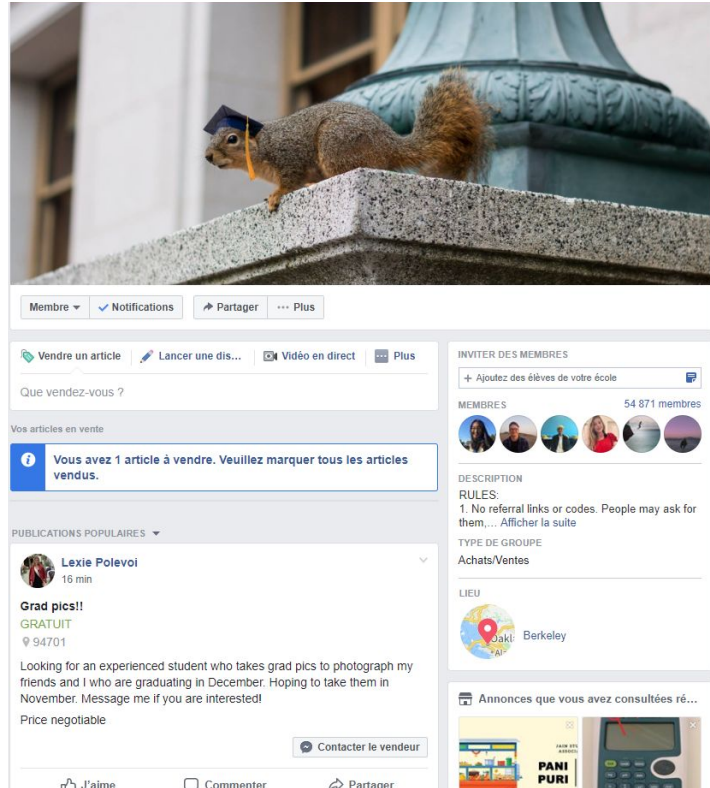 Membre
Notifications
Partager
Plus
Vendre un article
Lancer une dis...
Vidéo en direct
Plus
Que vendez-vous ?
Vos articles en vente
Vous avez 1 article à vendre. Veuillez marquer tous les articles
vendus.
PUBLICATIONS POPULAIRES
Lexie Polevoi
16 min
Grad pics!!
GRATUIT
94701
Looking for an experienced student who takes grad pics to photograph my
friends and I who are graduating in December. Hoping to take them in
November. Message me if you are interested!
Price negotiable
Contacter le vendeur
J'aime
Commenter
Partager
INVITER DES MEMBRES
+ Ajoutez des élèves de votre école
MEMBRES
54 871 membres
DESCRIPTION
RULES:
1. No referral links or codes. People may ask for
them,... Afficher la suite
TYPE DE GROUPE
Achats/Ventes
LIEU
Berkeley
Annonces que vous avez consultées ré...
PANI
PURI